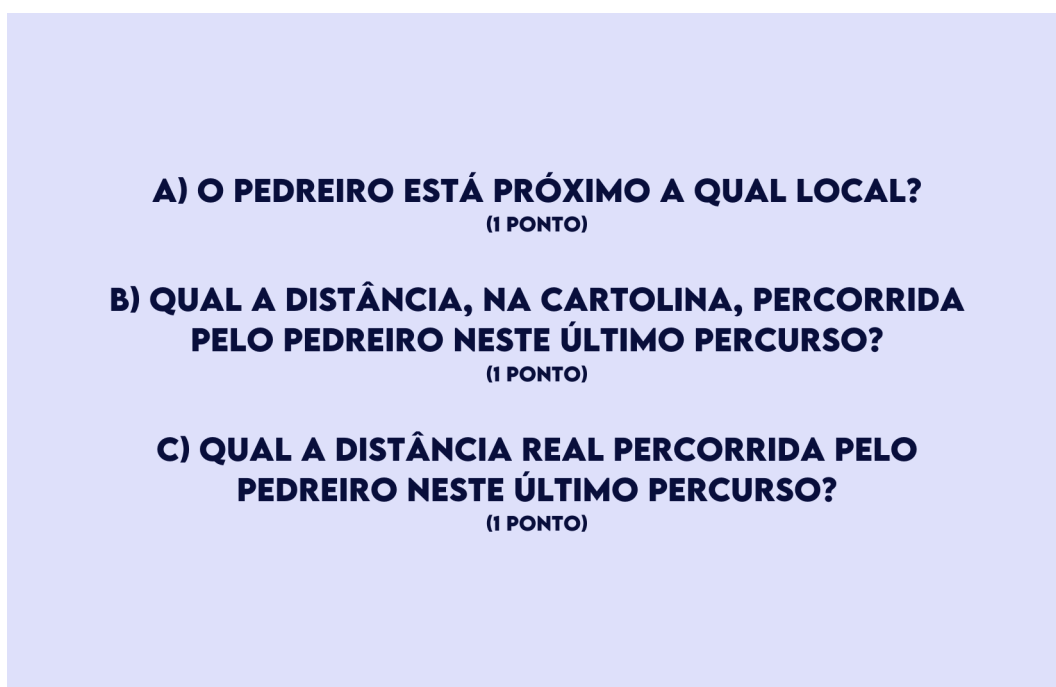 A) O PEDREIRO ESTÁ PRÓXIMO A QUAL LOCAL?
(1 PONTO)
B) QUAL A DISTÂNCIA, NA CARTOLINA, PERCORRIDA
PELO PEDREIRO NESTE ÚLTIMO PERCURSO?
(1 PONTO)
C) QUAL A DISTÂNCIA REAL PERCORRIDA PELO
PEDREIRO NESTE ÚLTIMO PERCURSO?
(1 PONTO)